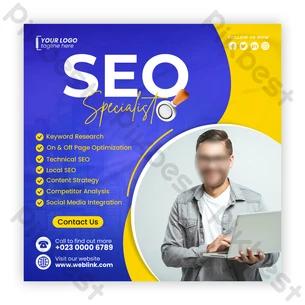 YOUR LOGO
tagline here
FOLLOW US NOW
SEO
Specialist
Keyword Research
On & Off Page Optimization
Technical SEO
Local SEO
Content Strategy
Competitor Analysis
Social Media Integration
Contact Us
Call to find out more
+023 0000 6789
Visit our website
www.weblink.com